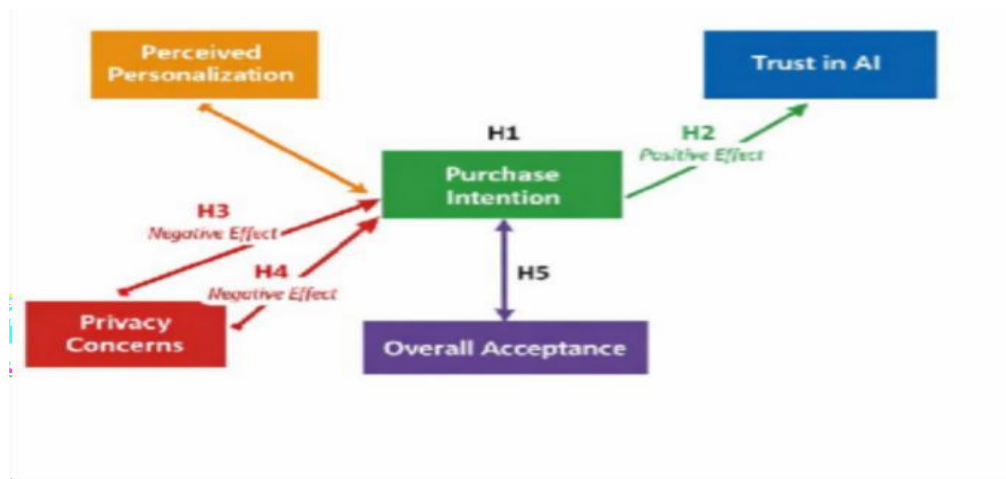 Perceived
Personalization
Trust in AI
H1
H2
Positive Effect
Purchase
Intention
H3
Negative Effect
H4
Negative Effect
H5
Privacy
Concerns
Overall Acceptance